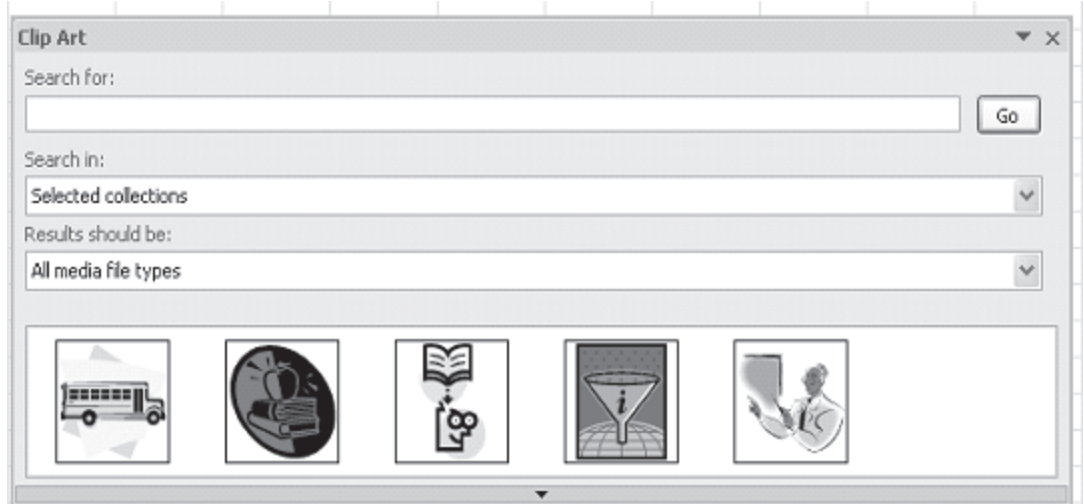 Clip Art
Search for:
Go
Search in:
Selected collections
Results should be:
All media file types
i